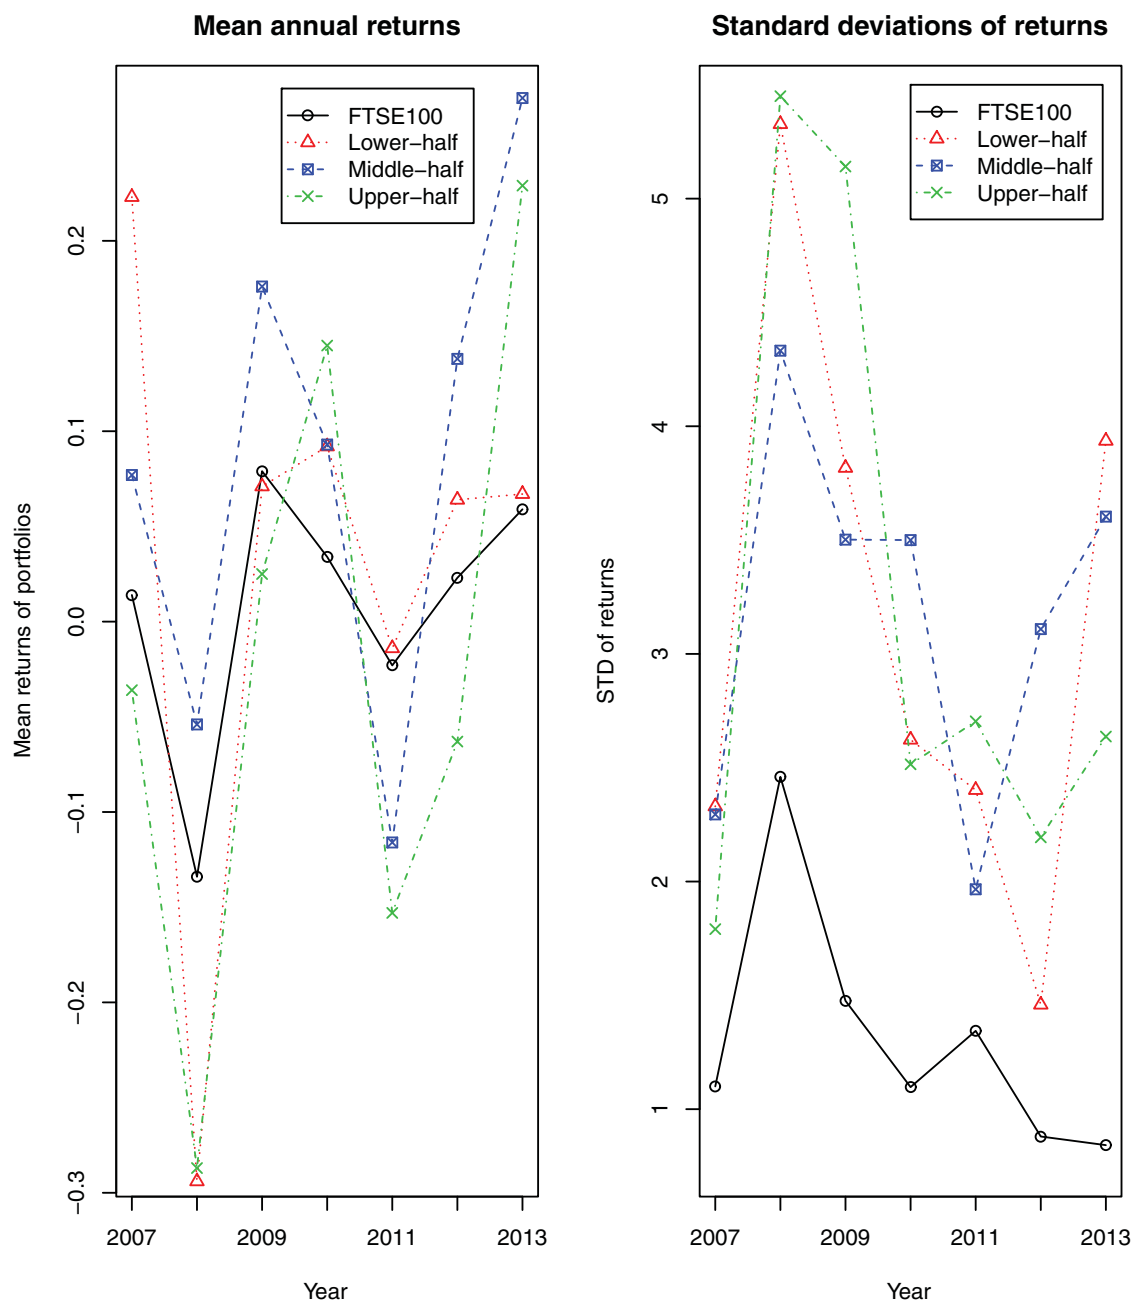 Mean annual returns
FTSE100
Lower-half
Middle-half
Upper-half
Mean returns of portfolios
0.2
0.1
0.0
−0.1
−0.2
−0.3
2007
2009
2011
2013
Year
Standard deviations of returns
FTSE100
Lower-half
Middle-half
Upper-half
STD of returns
5
4
3
2
1
2007
2009
2011
2013
Year